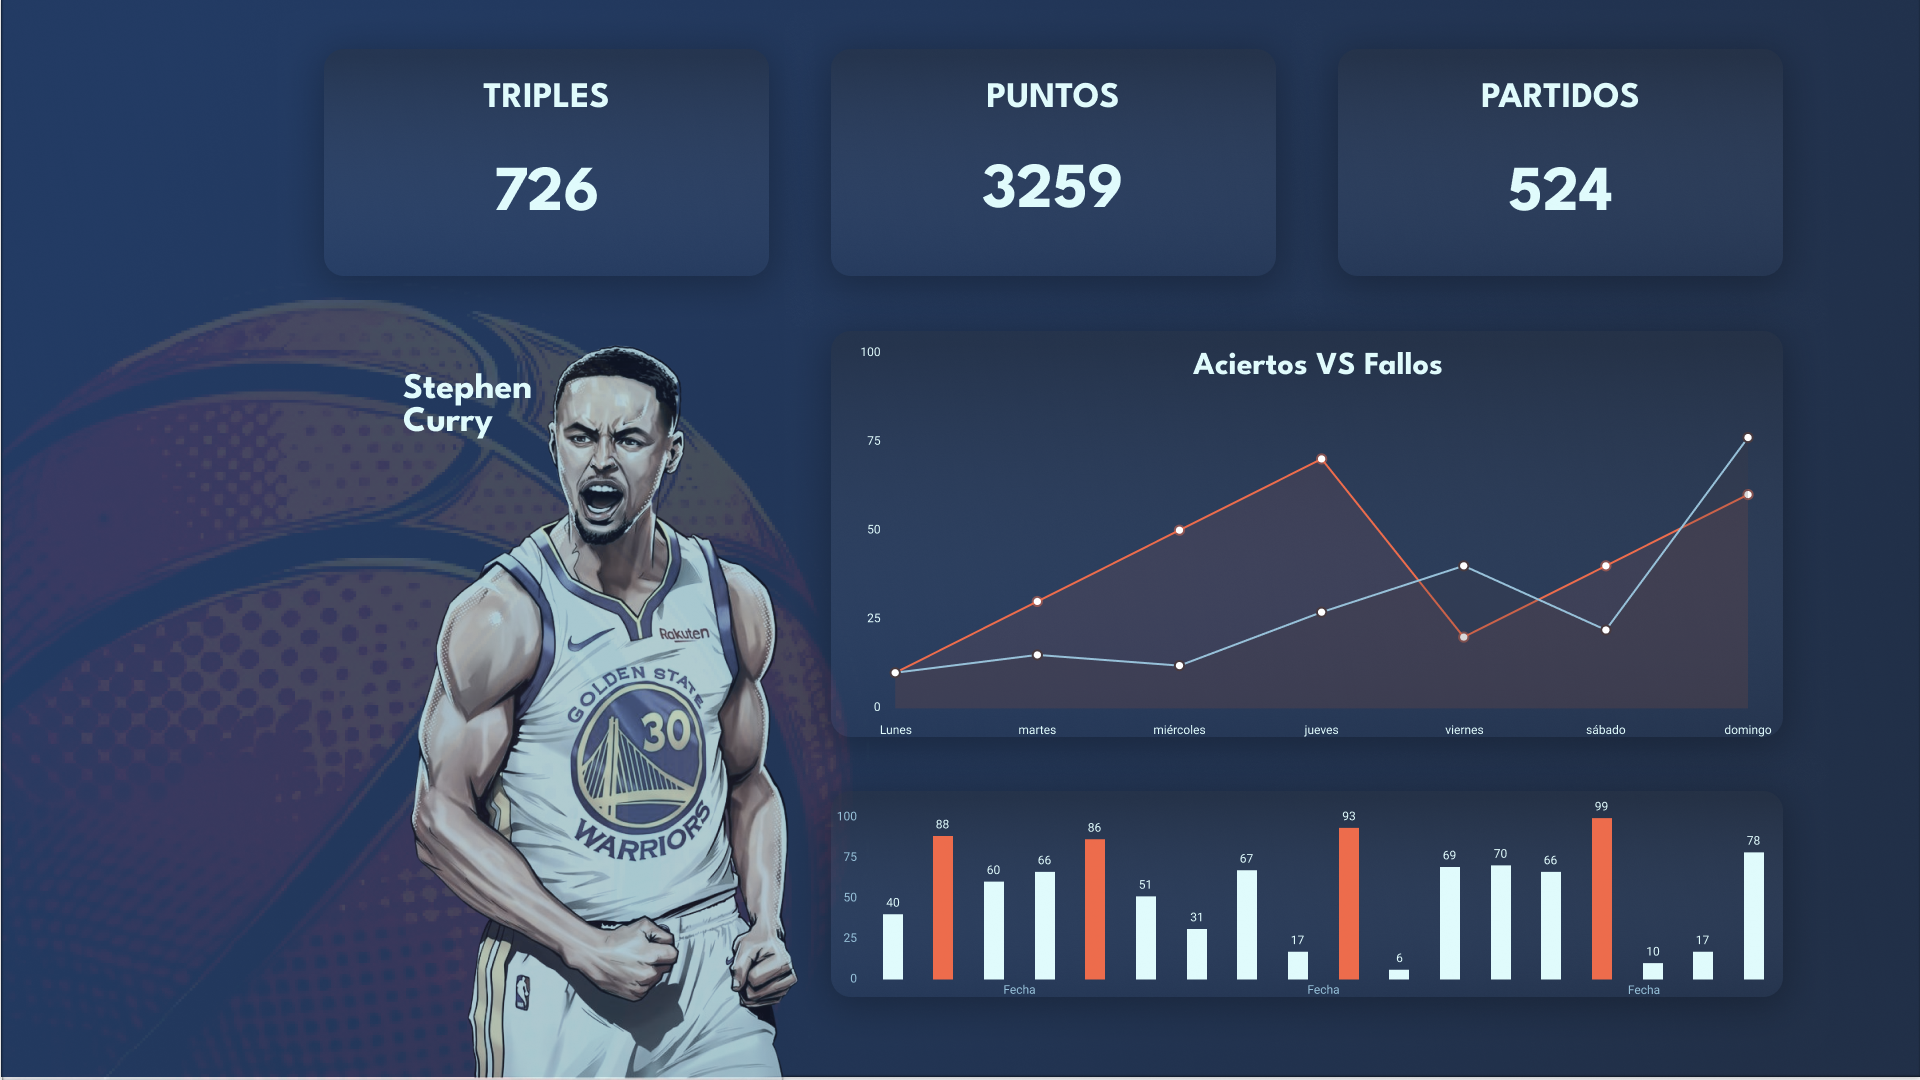 TRIPLES
726
PUNTOS
3259
PARTIDOS
524
Stephen
Curry
Rakuten
GOLDEN STATE
30
WARRIORS
Aciertos VS Fallos
100
75
50
25
0
Lunes martes miércoles jueves viernes sábado domingo
100
75
50
25
0
40 88 60 66 86 51 31 67 17 93 6 69 70 66 99 10 17 78
Fecha Fecha Fecha